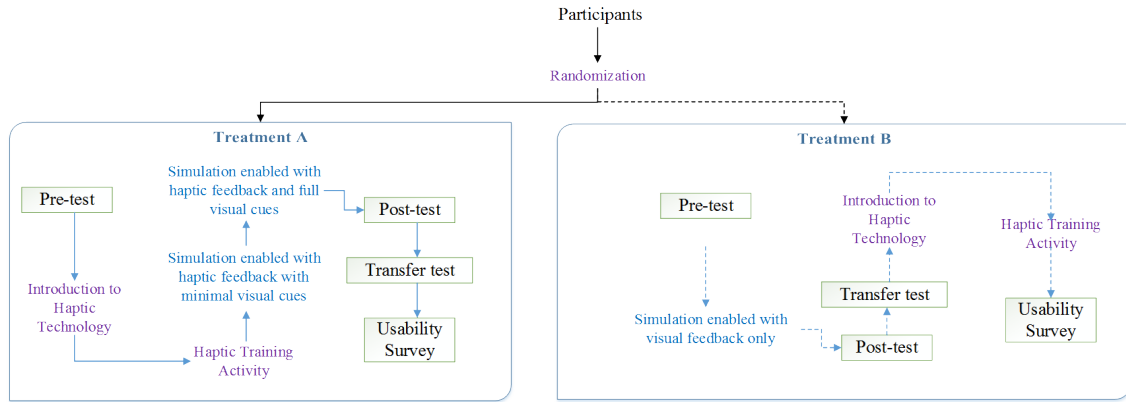 Participants
Randomization
Treatment A
Pre-test
Introduction to
Haptic
Technology
Haptic Training
Activity
Simulation enabled with
haptic feedback with
minimal visual cues
Simulation enabled with
haptic feedback and full
visual cues
Post-test
Transfer test
Usability
Survey
Treatment B
Pre-test
Simulation enabled with
visual feedback only
Post-test
Transfer test
Introduction to
Haptic
Technology
Haptic Training
Activity
Usability
Survey